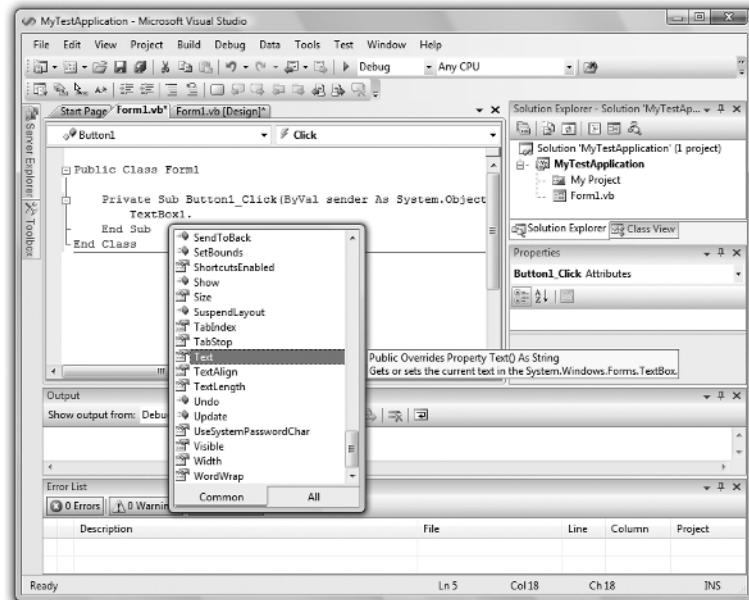 MyTestApplication - Microsoft Visual Studio
File Edit View Project Build Debug Data Tools Test Window Help
Debug Any CPU
Server Explorer
Toolbox
Start Page Form1.vb* Form1.vb [Design]*
Button1 Click
Public Class Form1
Private Sub Button1_Click(ByVal sender As System.Object
TextBox1.
End Sub
End Class
SendToBack
SetBounds
ShortcutsEnabled
Show
Size
SuspendLayout
TabIndex
TabStop
Text
TextAlign
TextLength
Undo
Update
UseSystemPasswordChar
Visible
Width
WordWrap
Common All
Public Overrides Property Text() As String
Gets or sets the current text in the System.Windows.Forms.TextBox.
Solution Explorer - Solution 'MyTestAp...
Solution 'MyTestApplication' (1 project)
MyTestApplication
My Project
Form1.vb
Solution Explorer Class View
Properties
Button1_Click Attributes
Output
Show output from: Debu
Error List
0 Errors 0 Warnin
Description File Line Column Project
Ready Ln 5 Col 18 Ch 18 INS